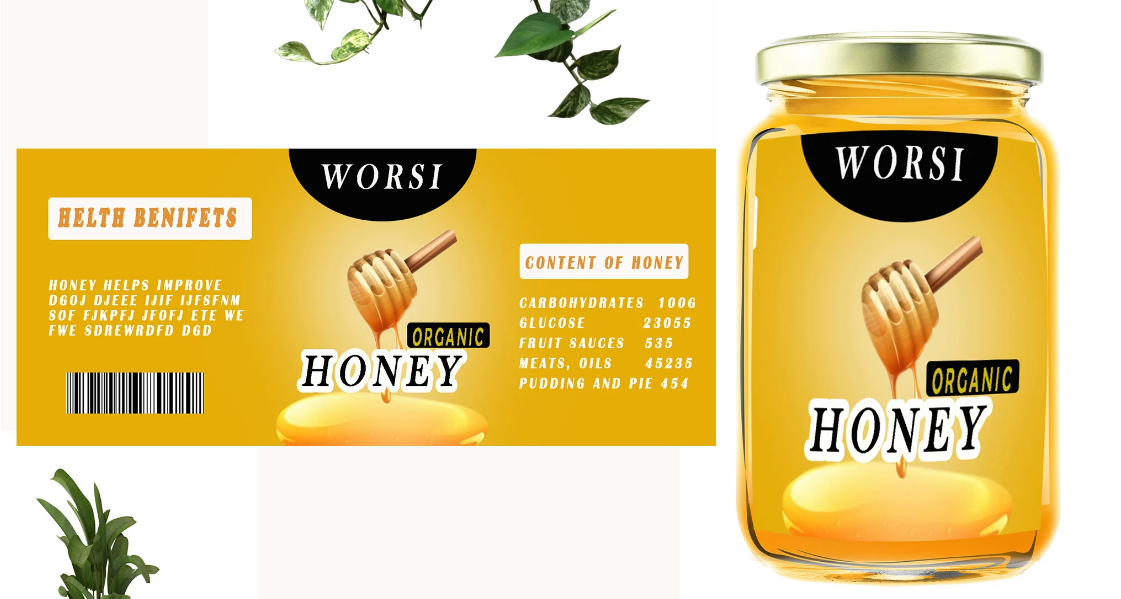 WORSI
HELTH BENIFETS
HONEY HELPS IMPROVE
DGOJ DJEEE IJIF IJFSFNM
SOF FJKPFJ JFOFJ ETE WE
FWE SDREWRDFD DGD
ORGANIC
HONEY
CONTENT OF HONEY
CARBOHYDRATES 100G
GLUCOSE 23055
FRUIT SAUCES 535
MEATS, OILS 45235
PUDDING AND PIE 454
WORSI
ORGANIC
HONEY